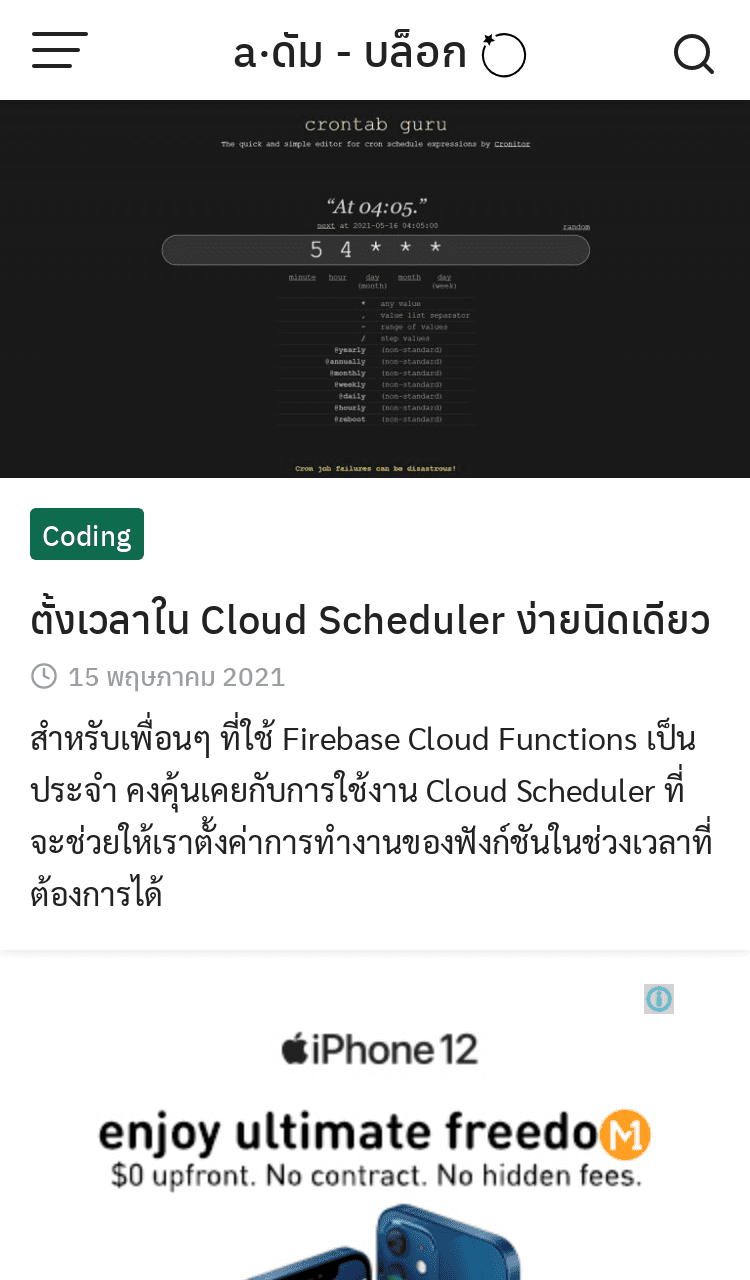 a·ดัม - บล็อก
crontab guru
The quick and simple editor for cron schedule expressions by Cronitor
“At 04:05.”
next at 2021-05-16 04:05:00
random
5 4 * * *
minute hour day (month) month day (week)
* any value
, value list separator
- range of values
/ step values
@yearly (non-standard)
@annually (non-standard)
@monthly (non-standard)
@weekly (non-standard)
@daily (non-standard)
@hourly (non-standard)
@reboot (non-standard)
Cron job failures can be disastrous!
Coding
ตั้งเวลาใน Cloud Scheduler ง่ายนิดเดียว
15 พฤษภาคม 2021
สำหรับเพื่อนๆ ที่ใช้ Firebase Cloud Functions เป็น
ประจำ คงคุ้นเคยกับการใช้งาน Cloud Scheduler ที่
จะช่วยให้เราตั้งค่าการทำงานของฟังก์ชันในช่วงเวลาที่
ต้องการได้
iPhone 12
enjoy ultimate freedoM1
$0 upfront. No contract. No hidden fees.